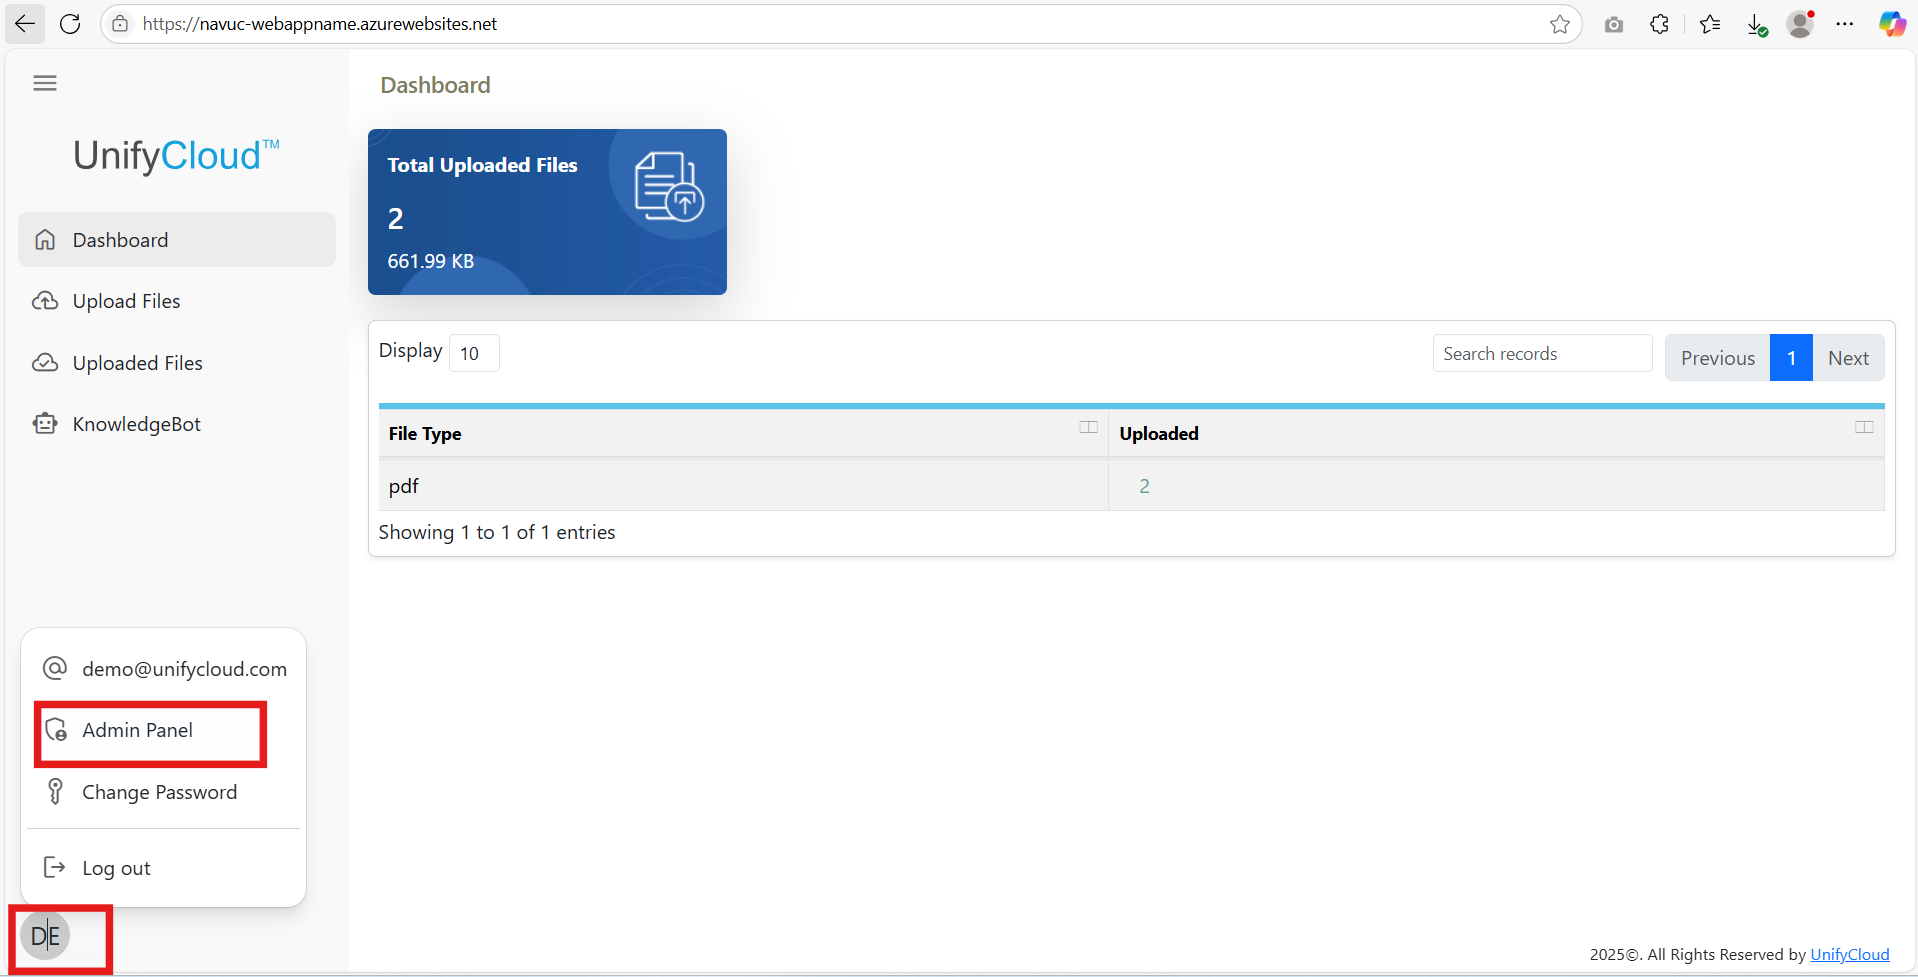 https://navuc-webappname.azurewebsites.net
Dashboard
UnifyCloud™
Dashboard
Upload Files
Uploaded Files
KnowledgeBot
Total Uploaded Files
2
661.99 KB
Display 10
Search records
Previous 1 Next
File Type Uploaded
pdf 2
Showing 1 to 1 of 1 entries
demo@unifycloud.com
Admin Panel
Change Password
Log out
DE
2025©. All Rights Reserved by UnifyCloud